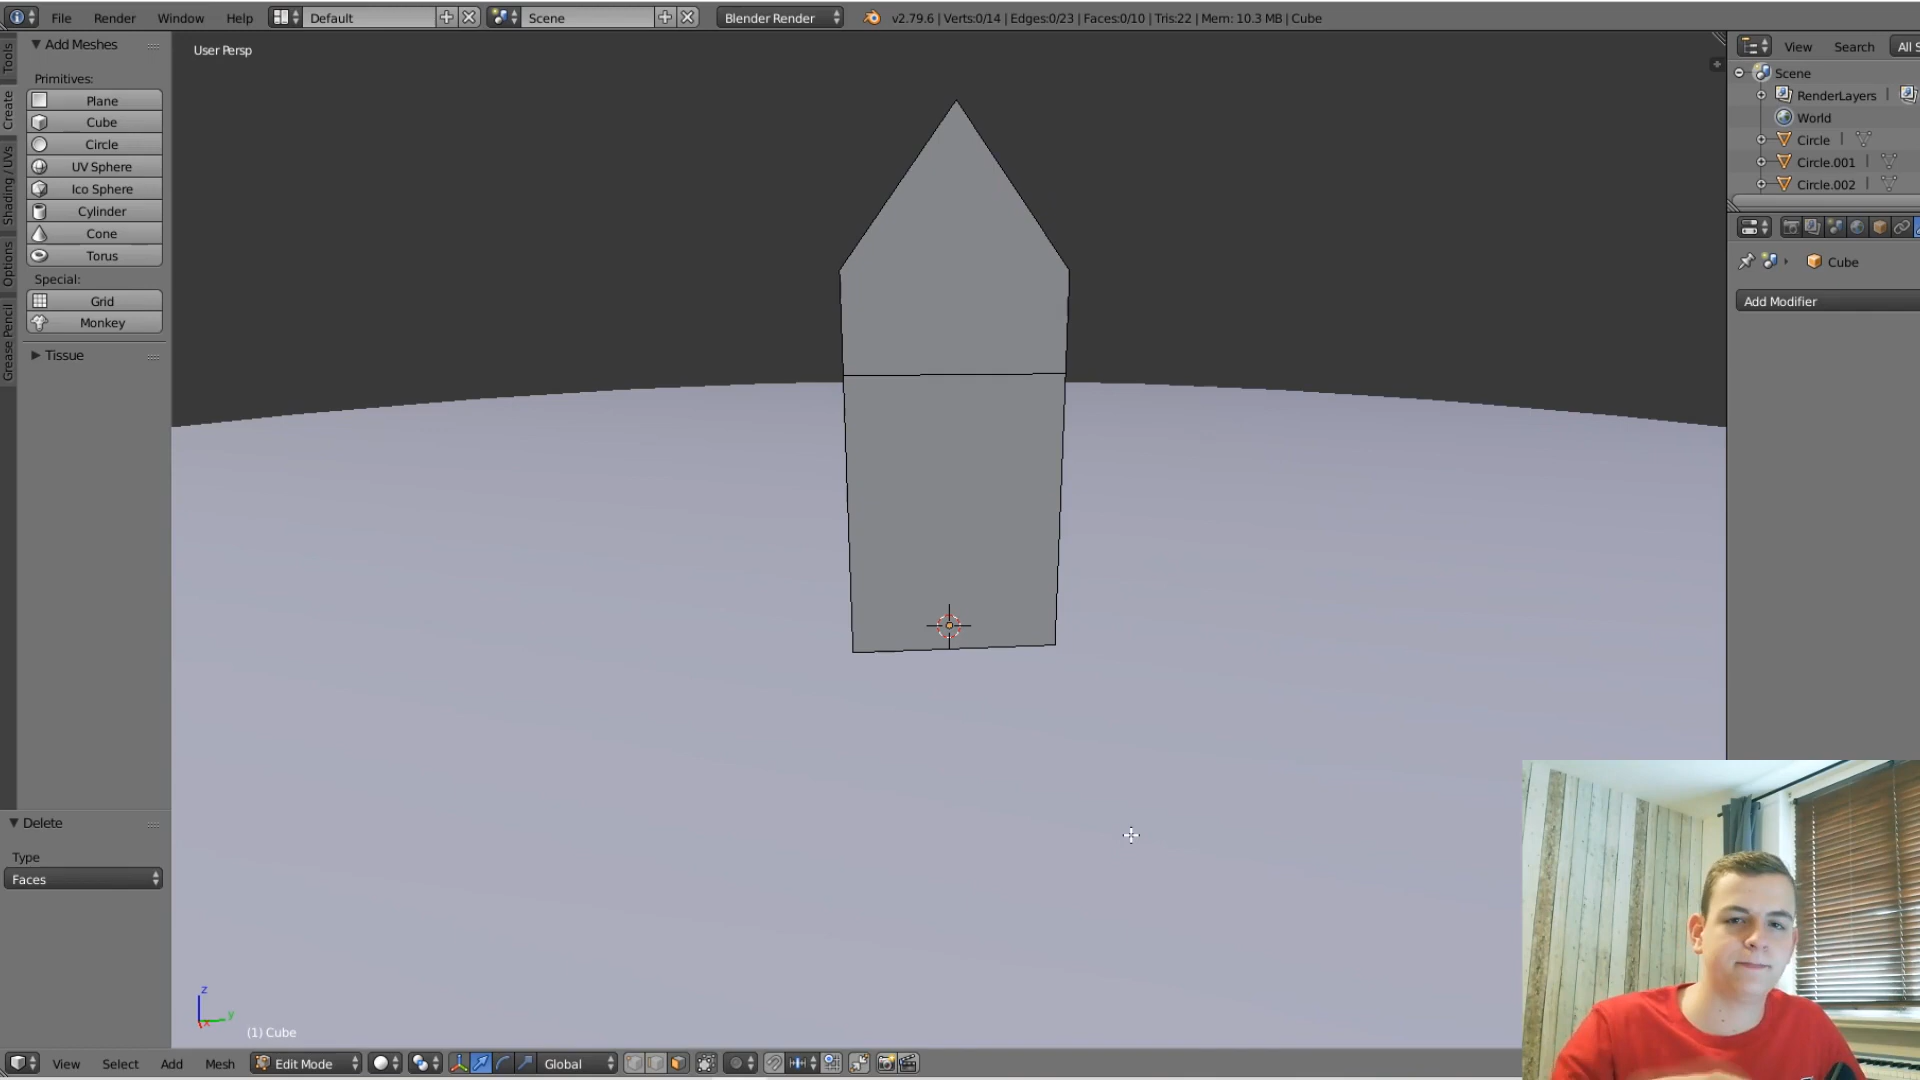 File Render Window Help Default Scene Blender Render v2.79.6 | Verts:0/14 | Edges:0/23 | Faces:0/10 | Tris:22 | Mem: 10.3 MB | Cube
Tools
Create
Shading / UVs
Options
Grease Pencil
Add Meshes
Primitives:
Plane
Cube
Circle
UV Sphere
Ico Sphere
Cylinder
Cone
Torus
Special:
Grid
Monkey
Tissue
Delete
Type
Faces
User Persp
z
y
x
(1) Cube
View Search All S
Scene
RenderLayers |
World
Circle |
Circle.001 |
Circle.002 |
Cube
Add Modifier
View Select Add Mesh Edit Mode Global